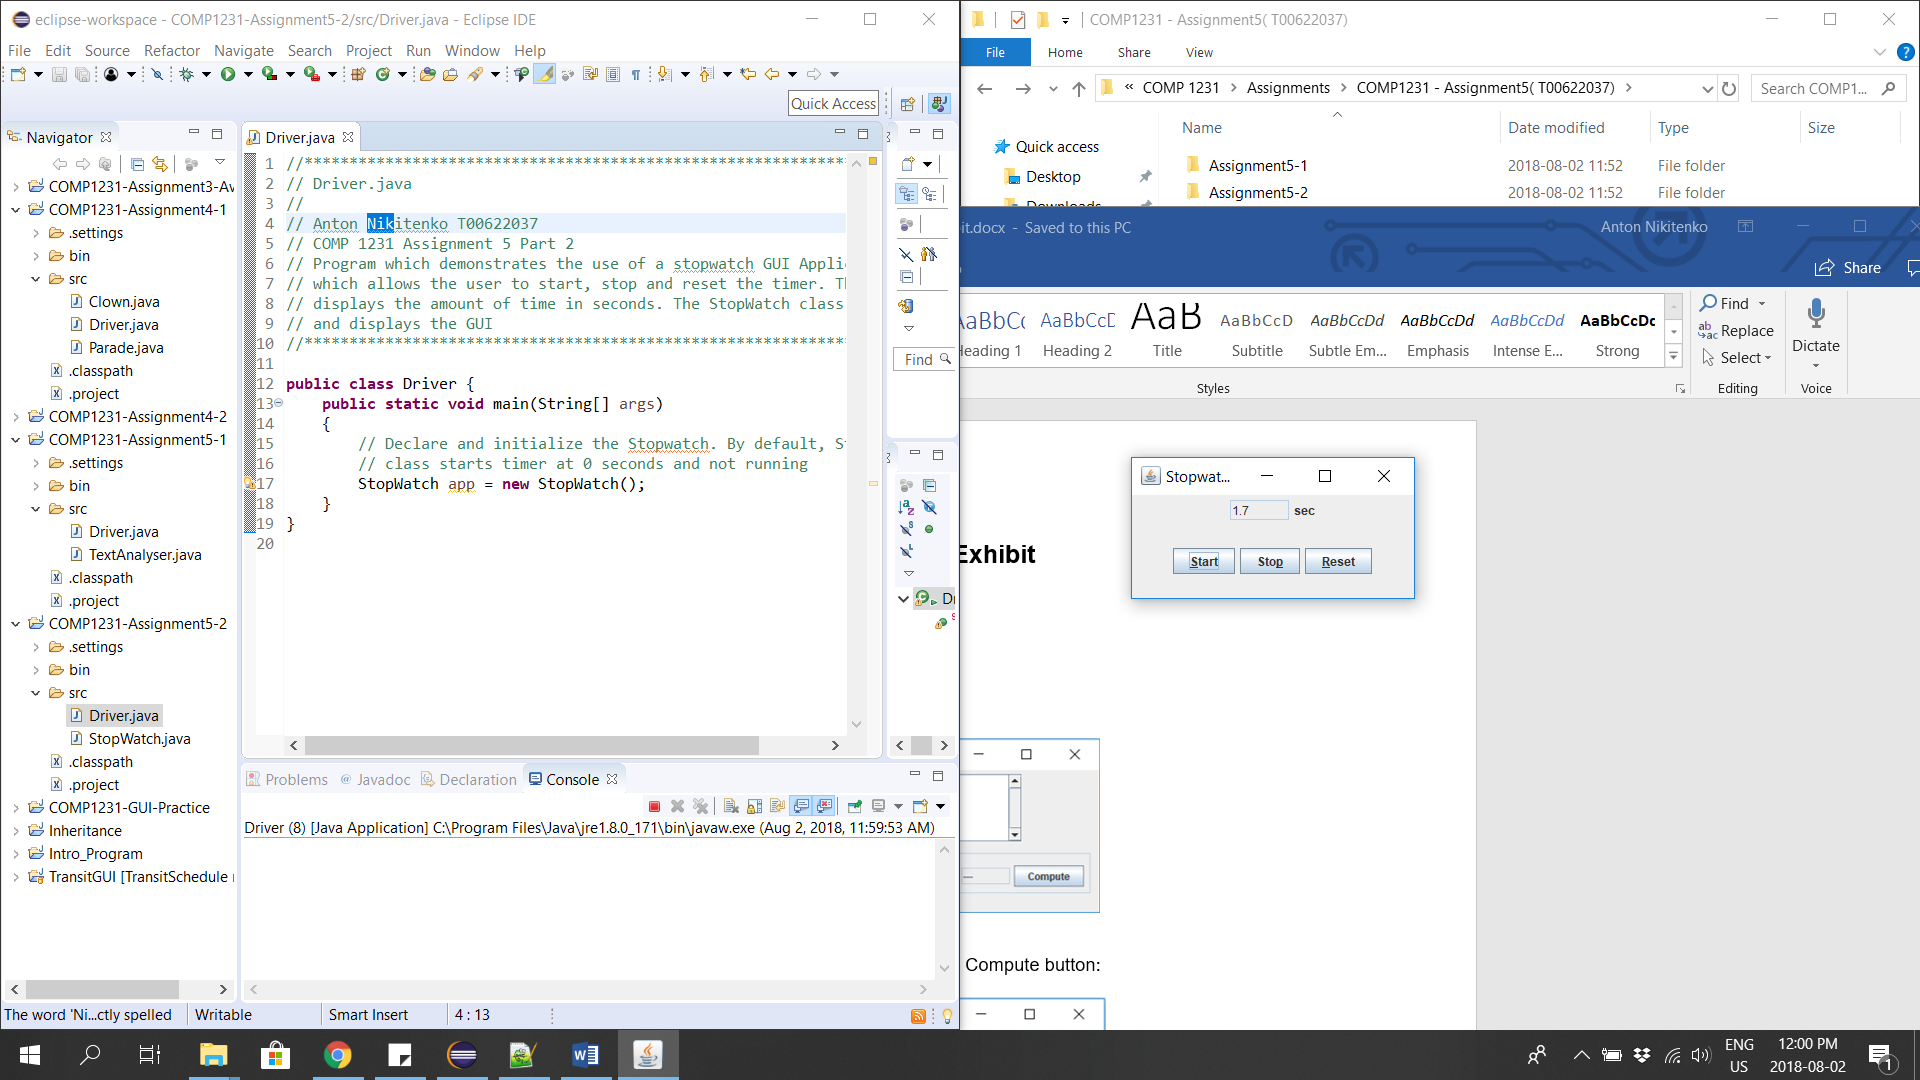 eclipse-workspace - COMP1231-Assignment5-2/src/Driver.java - Eclipse IDE
File Edit Source Refactor Navigate Search Project Run Window Help
Quick Access
Navigator
COMP1231-Assignment3-Av
COMP1231-Assignment4-1
.settings
bin
src
Clown.java
Driver.java
Parade.java
.classpath
.project
COMP1231-Assignment4-2
COMP1231-Assignment5-1
.settings
bin
src
Driver.java
TextAnalyser.java
.classpath
.project
COMP1231-Assignment5-2
.settings
bin
src
Driver.java
StopWatch.java
.classpath
.project
COMP1231-GUI-Practice
Inheritance
Intro_Program
TransitGUI [TransitSchedule
Driver.java
1 //************************************************************
2 // Driver.java
3 //
4 // Anton Nikitenko T00622037
5 // COMP 1231 Assignment 5 Part 2
6 // Program which demonstrates the use of a stopwatch GUI Appli
7 // which allows the user to start, stop and reset the timer. Th
8 // displays the amount of time in seconds. The StopWatch class
9 // and displays the GUI
10 //************************************************************
11
12 public class Driver {
13 public static void main(String[] args)
14 {
15 // Declare and initialize the Stopwatch. By default, St
16 // class starts timer at 0 seconds and not running
17 StopWatch app = new StopWatch();
18 }
19 }
20
Find
Problems @ Javadoc Declaration Console
Driver (8) [Java Application] C:\Program Files\Java\jre1.8.0_171\bin\javaw.exe (Aug 2, 2018, 11:59:53 AM)
The word 'Ni...ctly spelled Writable Smart Insert 4 : 13
COMP1231 - Assignment5( T00622037)
File Home Share View
« COMP 1231 > Assignments > COMP1231 - Assignment5( T00622037) >
Search COMP1...
Name Date modified Type Size
Quick access
Desktop
Downloads
Assignment5-1 2018-08-02 11:52 File folder
Assignment5-2 2018-08-02 11:52 File folder
it.docx - Saved to this PC Anton Nikitenko
Share
AaBbCc AaBbCcD AaB AaBbCcD AaBbCcDd AaBbCcDd AaBbCcDd AaBbCcDc
Heading 1 Heading 2 Title Subtitle Subtle Em... Emphasis Intense E... Strong
Styles
Find
Replace
Select
Editing
Dictate
Voice
Stopwat...
1.7 sec
Start Stop Reset
Exhibit
Compute
Compute button:
ENG
US
12:00 PM
2018-08-02
1